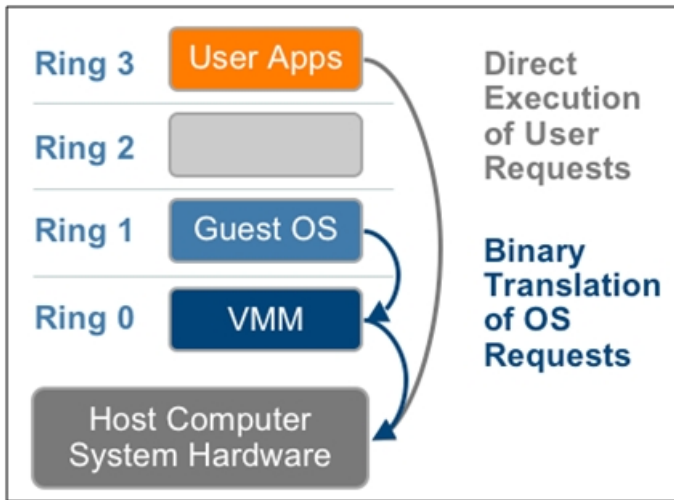 Ring 3
User Apps
Direct
Execution
of User
Requests
Ring 2
Ring 1
Guest OS
Binary
Translation
of OS
Requests
Ring 0
VMM
Host Computer
System Hardware